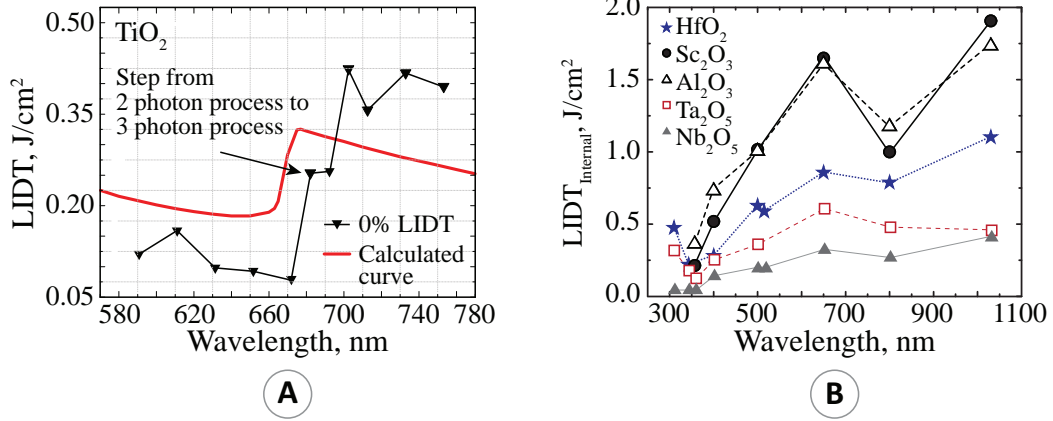 0.50
0.35
0.20
0.05
LIDT, J/cm²
TiO₂
Step from
2 photon process to
3 photon process
0% LIDT
Calculated
curve
580 620 660 700 740 780
Wavelength, nm
A
2.0
1.5
1.0
0.5
0.0
LIDT_Internal, J/cm²
HfO₂
Sc₂O₃
Al₂O₃
Ta₂O₅
Nb₂O₅
300 500 700 900 1100
Wavelength, nm
B